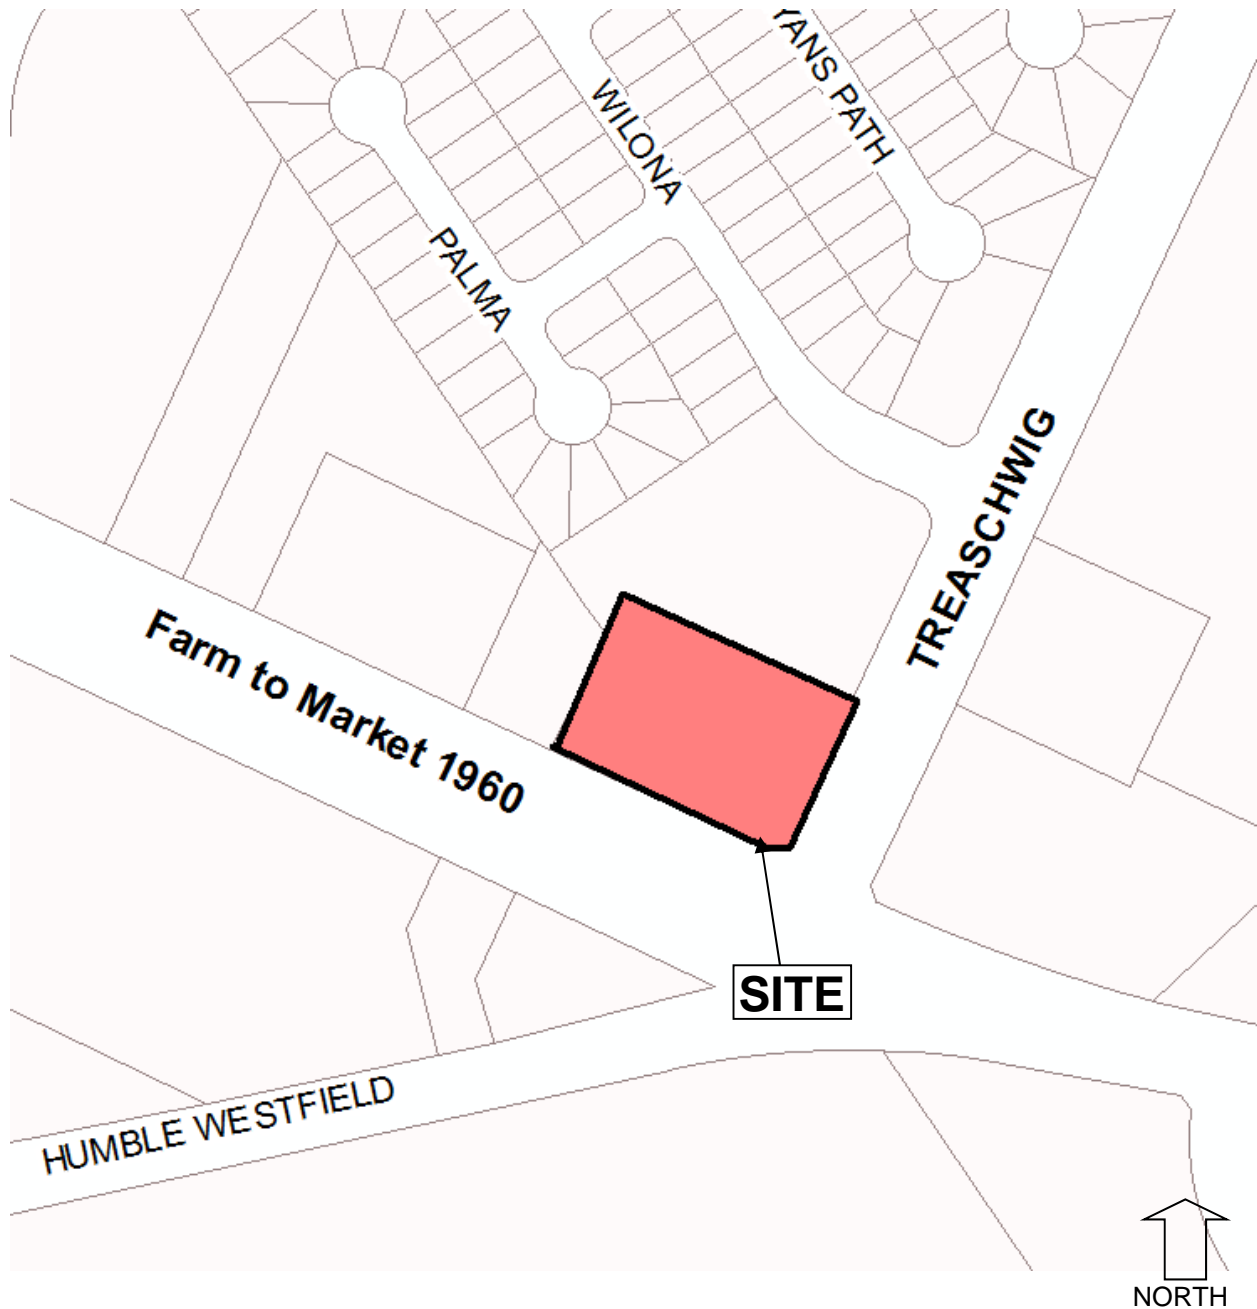 YANS PATH
WILONA
PALMA
TREASCHWIG
Farm to Market 1960
SITE
HUMBLE WESTFIELD
NORTH